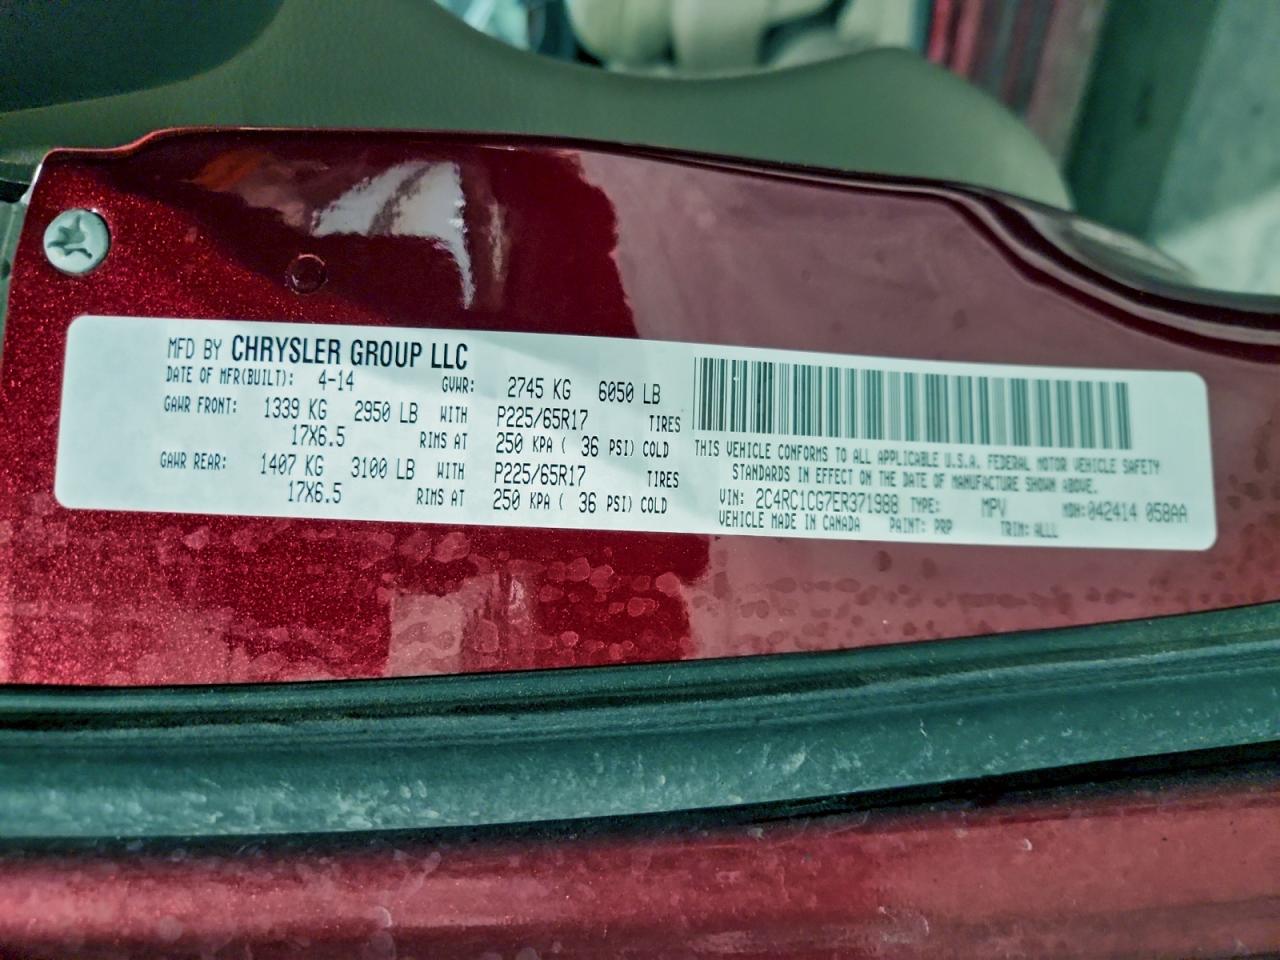 MFD BY CHRYSLER GROUP LLC
DATE OF MFR(BUILT): 4-14 GVWR: 2745 KG 6050 LB
GAWR FRONT: 1339 KG 2950 LB WITH P225/65R17 TIRES
17X6.5 RIMS AT 250 KPA ( 36 PSI) COLD
GAWR REAR: 1407 KG 3100 LB WITH P225/65R17 TIRES
17X6.5 RIMS AT 250 KPA ( 36 PSI) COLD
THIS VEHICLE CONFORMS TO ALL APPLICABLE U.S.A. FEDERAL MOTOR VEHICLE SAFETY
STANDARDS IN EFFECT ON THE DATE OF MANUFACTURE SHOWN ABOVE.
VIN: 2C4RC1CG7ER371988 TYPE: MPV MDH:042414 058AA
VEHICLE MADE IN CANADA PAINT: PRP TRIM: ALLL